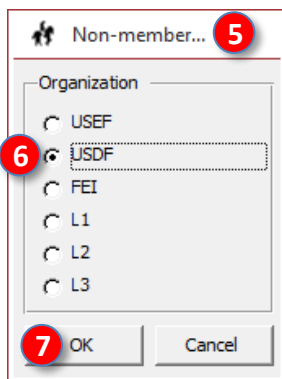 Non-member... 5
Organization
USEF
6 USDF
FEI
L1
L2
L3
7 OK Cancel